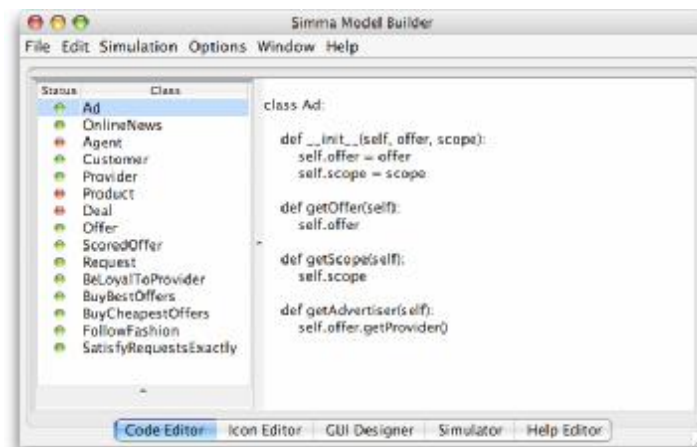 Simma Model Builder
File Edit Simulation Options Window Help
Status Class
Ad
OnlineNews
Agent
Customer
Provider
Product
Deal
Offer
ScoredOffer
Request
BeLoyalToProvider
BuyBestOffers
BuyCheapestOffers
FollowFashion
SatisfyRequestsExactly
class Ad:
def __init__(self, offer, scope):
self.offer = offer
self.scope = scope
def getOffer(self):
self.offer
def getScope(self):
self.scope
def getAdvertiser(self):
self.offer.getProvider()
Code Editor Icon Editor GUI Designer Simulator Help Editor